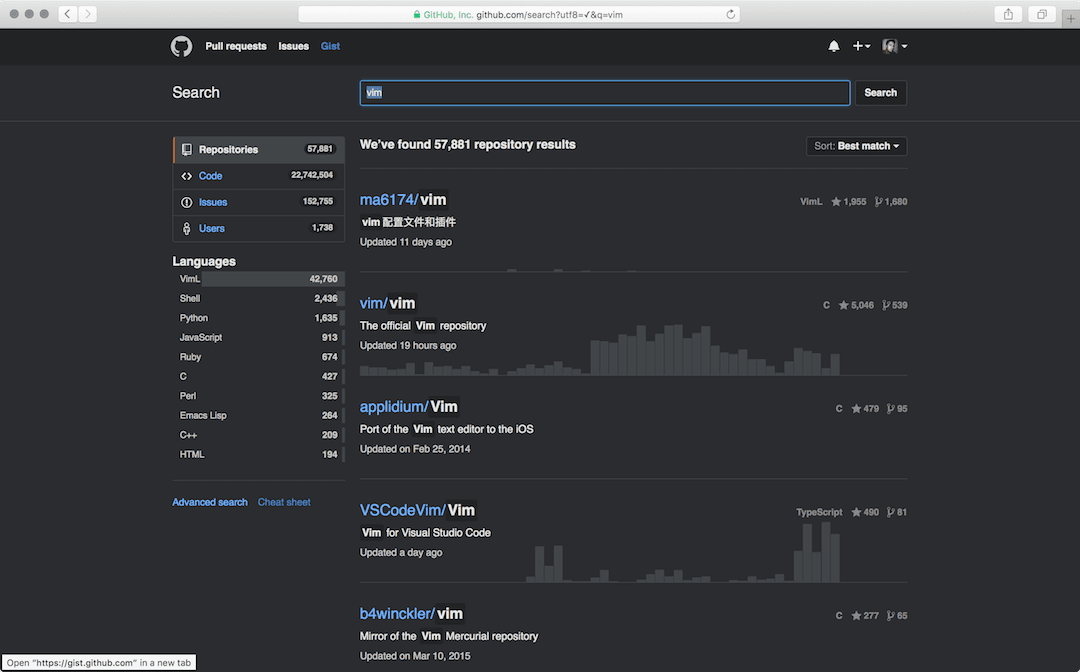 GitHub, Inc. github.com/search?utf8=✓&q=vim
Pull requests Issues Gist
Search
vim
Search
Repositories 57,881
Code 22,742,504
Issues 152,755
Users 1,738
Languages
VimL 42,760
Shell 2,436
Python 1,635
JavaScript 913
Ruby 674
C 427
Perl 325
Emacs Lisp 264
C++ 209
HTML 194
Advanced search Cheat sheet
We've found 57,881 repository results
Sort: Best match
ma6174/vim
VimL 1,955 1,680
vim 配置文件和插件
Updated 11 days ago
vim/vim
C 5,046 539
The official Vim repository
Updated 19 hours ago
applidium/Vim
C 479 95
Port of the Vim text editor to the iOS
Updated on Feb 25, 2014
VSCodeVim/Vim
TypeScript 490 81
Vim for Visual Studio Code
Updated a day ago
b4winckler/vim
C 277 65
Mirror of the Vim Mercurial repository
Updated on Mar 10, 2015
Open "https://gist.github.com" in a new tab